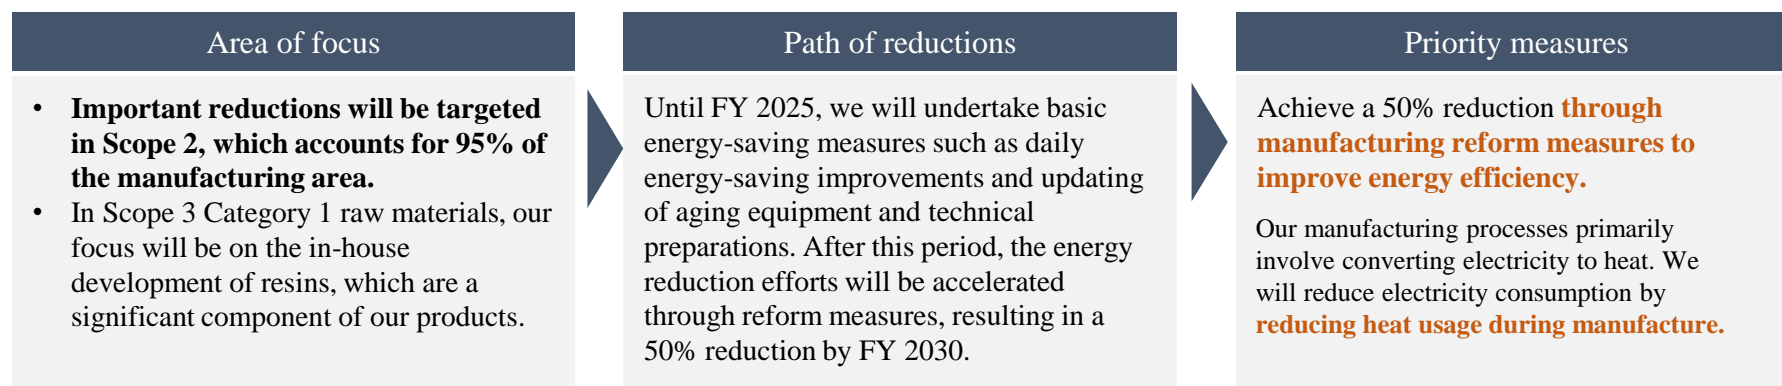 Area of focus
• Important reductions will be targeted
in Scope 2, which accounts for 95% of
the manufacturing area.
• In Scope 3 Category 1 raw materials, our
focus will be on the in-house
development of resins, which are a
significant component of our products.
Path of reductions
Until FY 2025, we will undertake basic
energy-saving measures such as daily
energy-saving improvements and updating
of aging equipment and technical
preparations. After this period, the energy
reduction efforts will be accelerated
through reform measures, resulting in a
50% reduction by FY 2030.
Priority measures
Achieve a 50% reduction through
manufacturing reform measures to
improve energy efficiency.
Our manufacturing processes primarily
involve converting electricity to heat. We
will reduce electricity consumption by
reducing heat usage during manufacture.